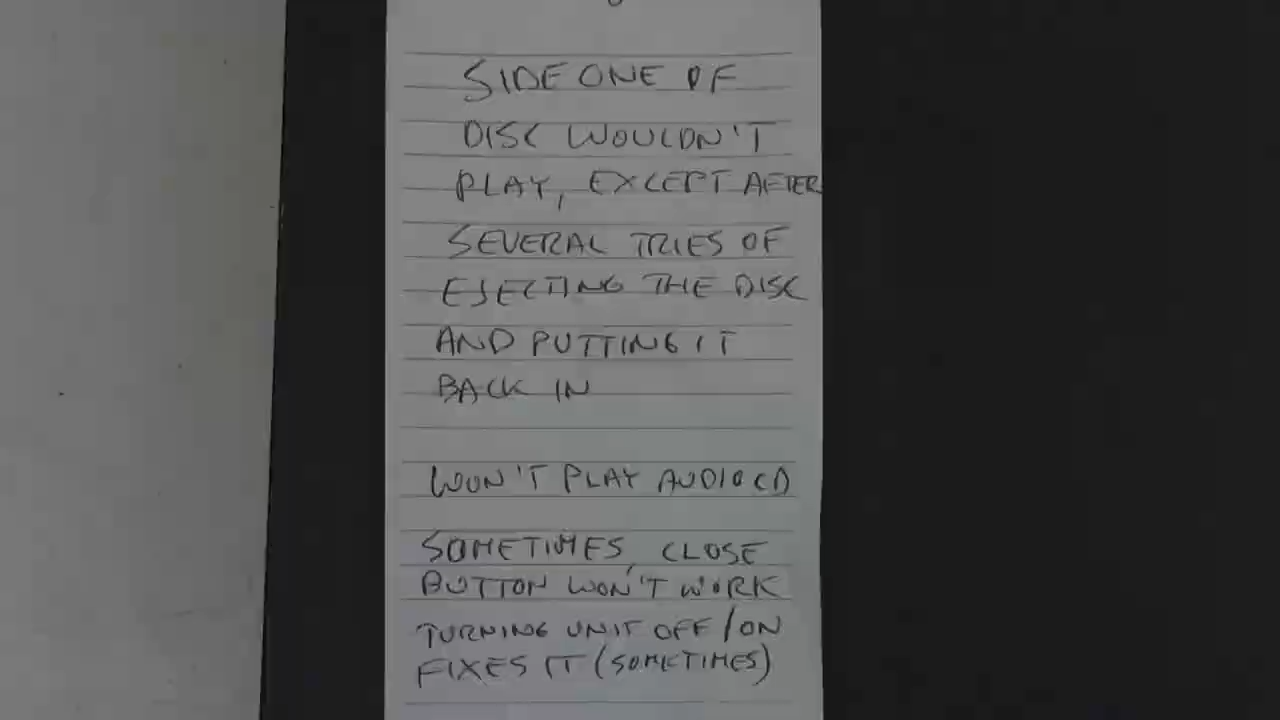 SIDE ONE OF
DISC WOULDN'T
PLAY, EXCEPT AFTER
SEVERAL TRIES OF
EJECTING THE DISC
AND PUTTING IT
BACK IN
WON'T PLAY AUDIO CD
SOMETIMES, CLOSE
BUTTON WON'T WORK
TURNING UNIT OFF/ON
FIXES IT (SOMETIMES)